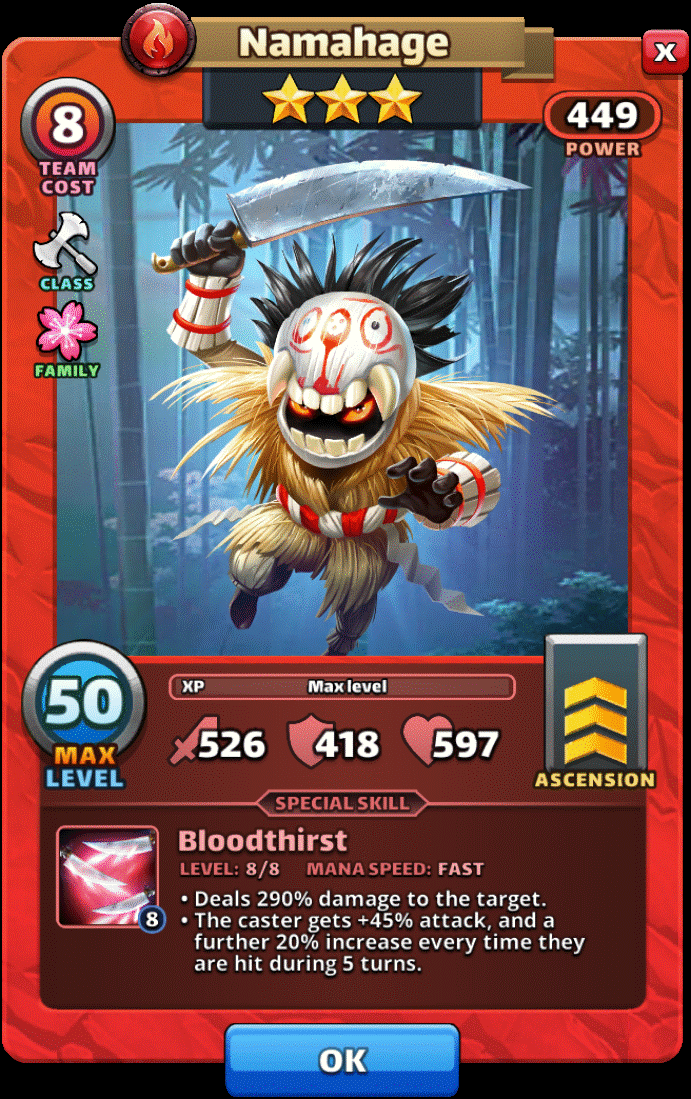 Namahage
X
8
TEAM
COST
449
POWER
CLASS
FAMILY
50
MAX
LEVEL
XP Max level
526 418 597
ASCENSION
SPECIAL SKILL
Bloodthirst
LEVEL: 8/8 MANA SPEED: FAST
8
• Deals 290% damage to the target.
• The caster gets +45% attack, and a
further 20% increase every time they
are hit during 5 turns.
OK